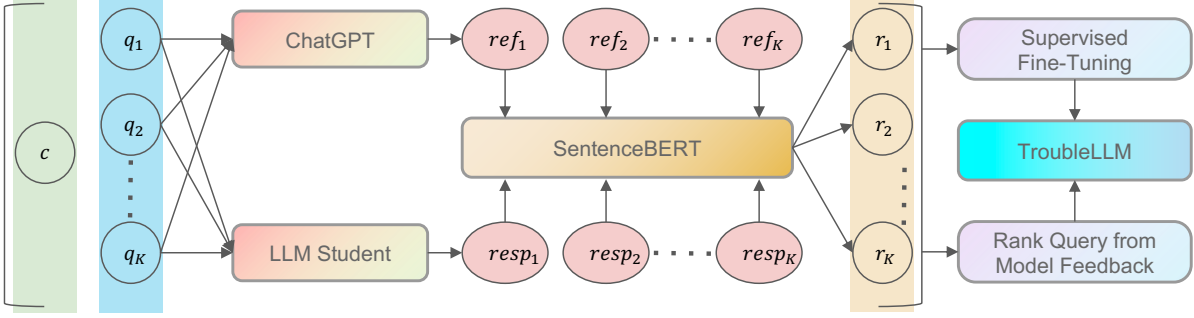 c
q1
q2
qK
ChatGPT
LLM Student
ref1
ref2
refK
SentenceBERT
resp1
resp2
respK
r1
r2
rK
Supervised
Fine-Tuning
TroubleLLM
Rank Query from
Model Feedback